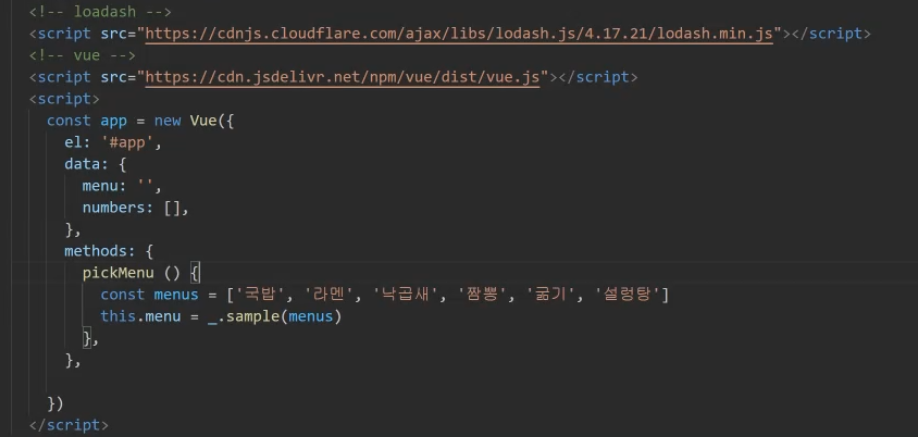 <!-- loadash -->
<script src="https://cdnjs.cloudflare.com/ajax/libs/lodash.js/4.17.21/lodash.min.js"></script>
<!-- vue -->
<script src="https://cdn.jsdelivr.net/npm/vue/dist/vue.js"></script>
<script>
  const app = new Vue({
    el: '#app',
    data: {
      menu: '',
      numbers: [],
    },
    methods: {
      pickMenu () {
        const menus = ['국밥', '라멘', '낙곱새', '짬뽕', '굶기', '설렁탕']
        this.menu = _.sample(menus)
      },
    },

  })
</script>